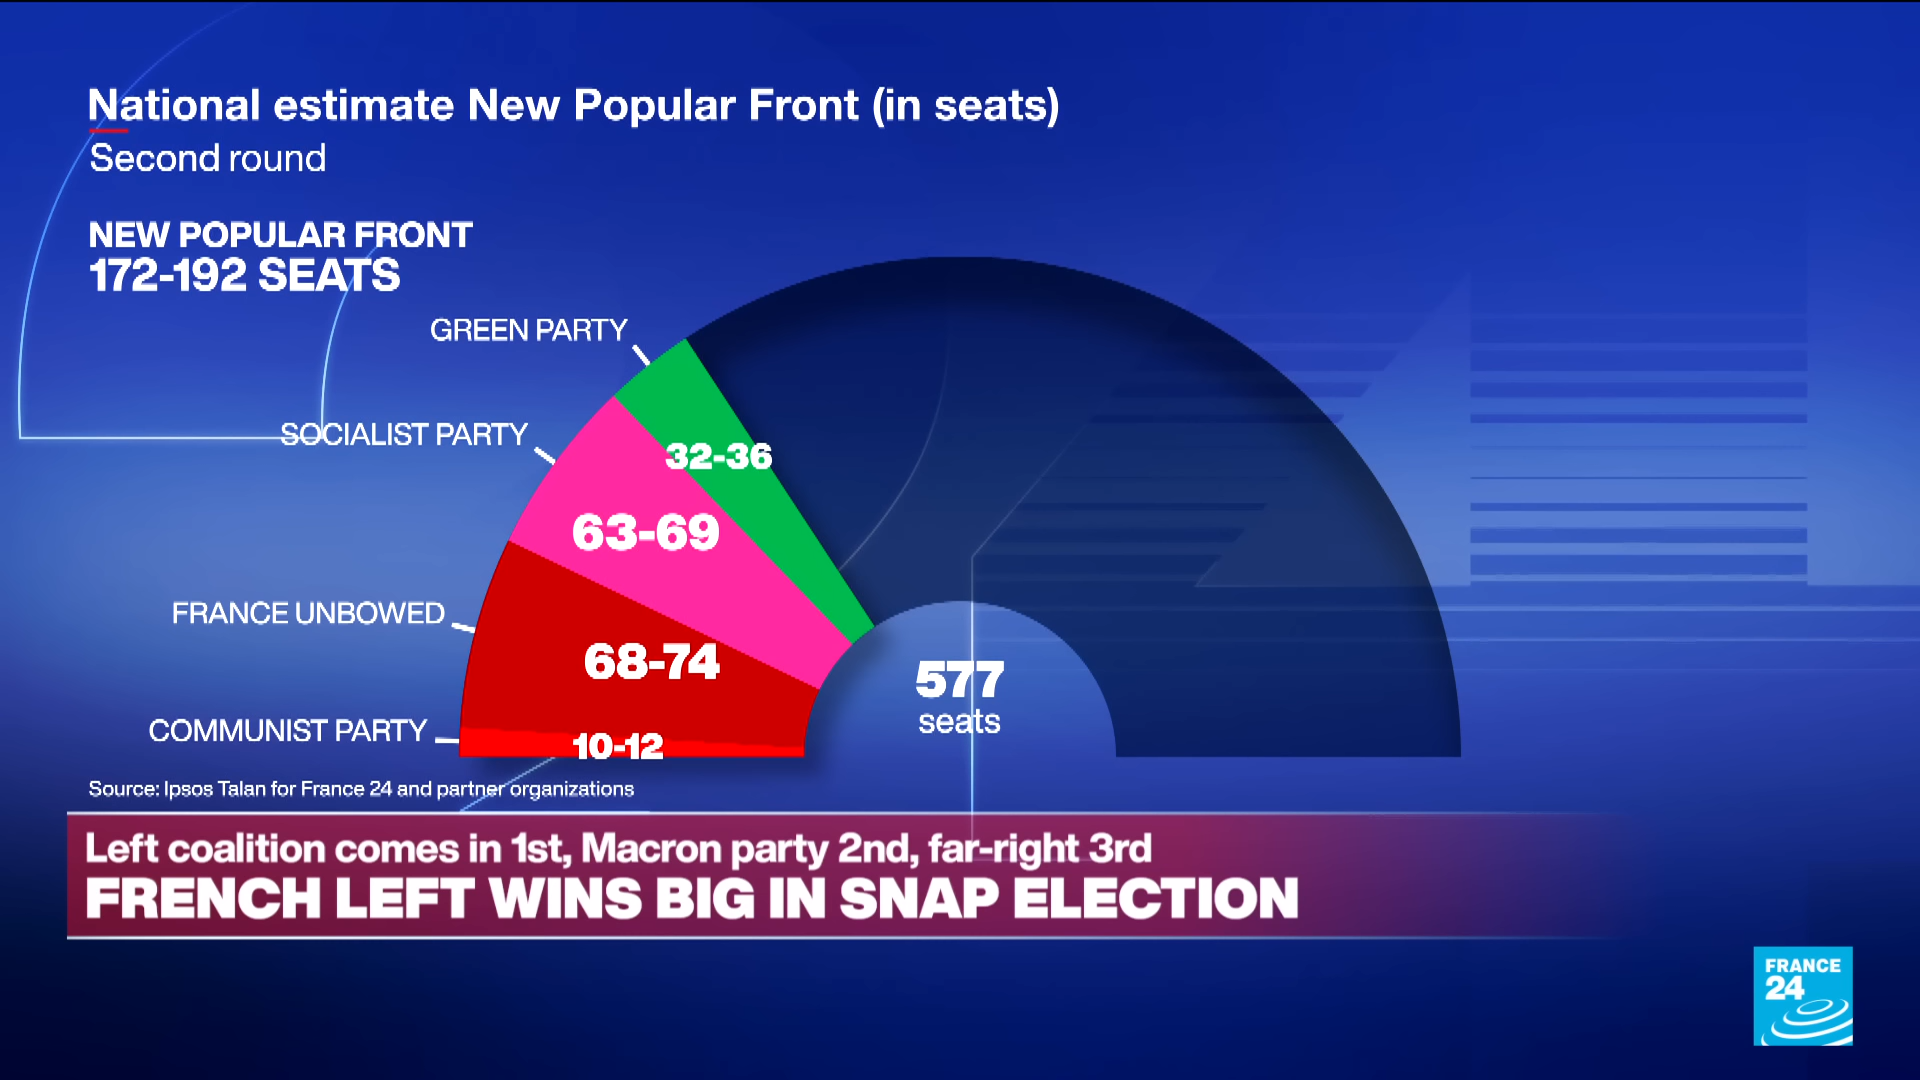 National estimate New Popular Front (in seats)
Second round
NEW POPULAR FRONT
172-192 SEATS
GREEN PARTY
32-36
SOCIALIST PARTY
63-69
FRANCE UNBOWED
68-74
COMMUNIST PARTY
10-12
577
seats
Source: Ipsos Talan for France 24 and partner organizations
Left coalition comes in 1st, Macron party 2nd, far-right 3rd
FRENCH LEFT WINS BIG IN SNAP ELECTION
FRANCE
24